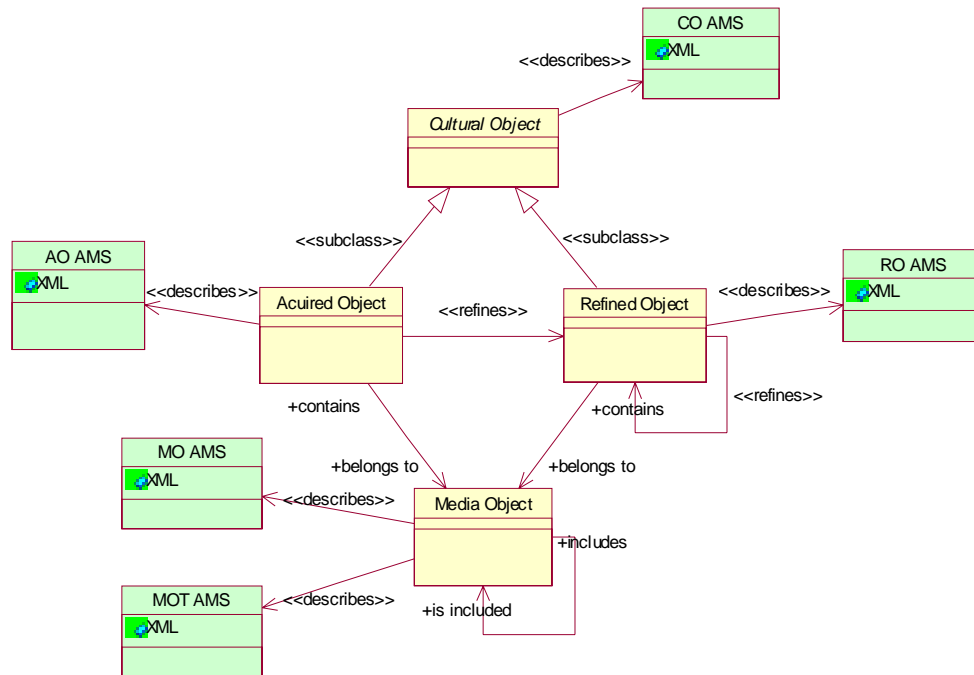 CO AMS
XML
<<describes>>
Cultural Object
<<subclass>>
<<subclass>>
AO AMS
XML
<<describes>>
Acuired Object
<<refines>>
Refined Object
<<describes>>
RO AMS
XML
<<refines>>
+contains
+contains
+belongs to
+belongs to
MO AMS
XML
<<describes>>
Media Object
+includes
+is included
MOT AMS
XML
<<describes>>